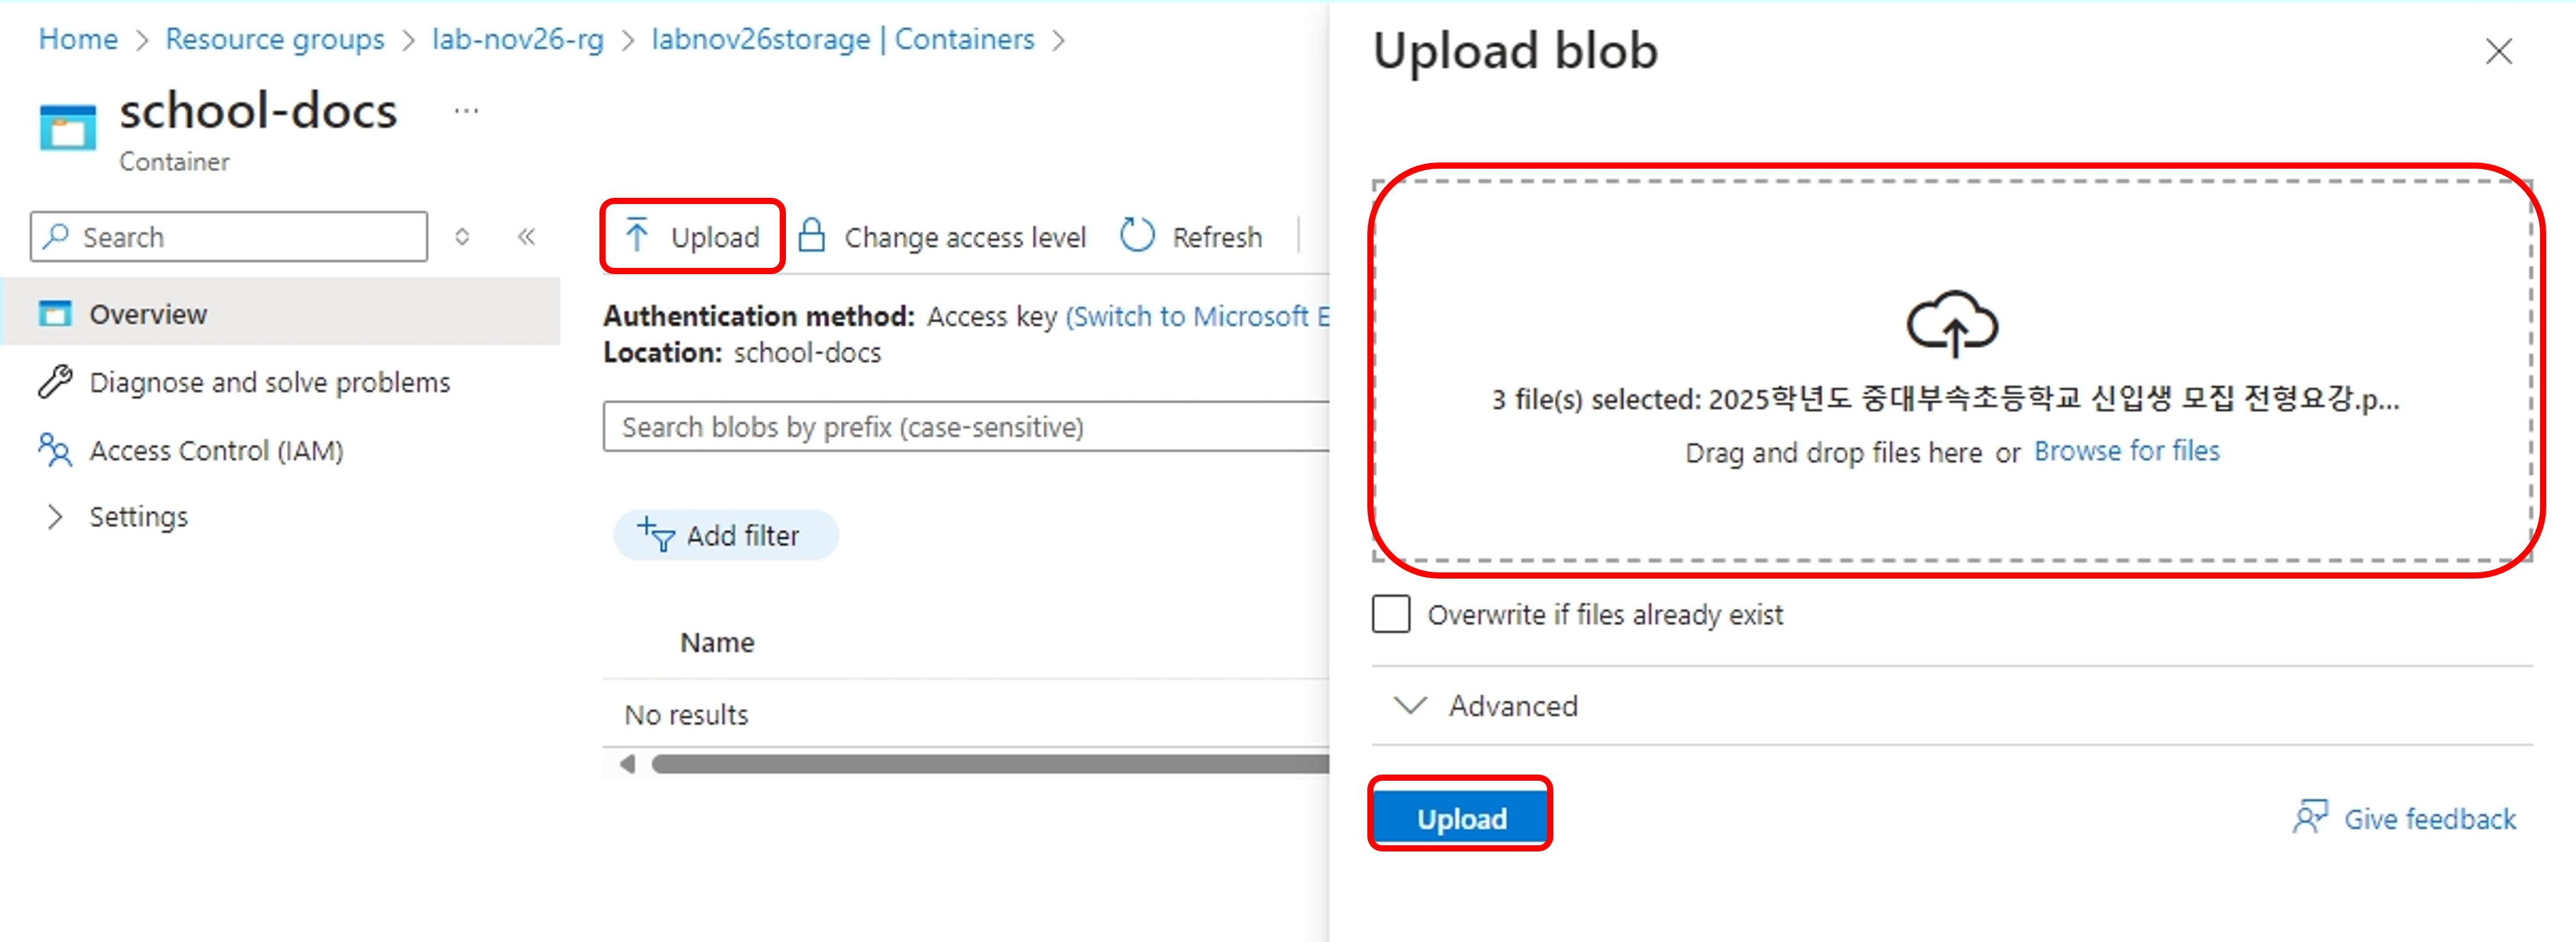 Home > Resource groups > lab-nov26-rg > labnov26storage | Containers >
school-docs ...
Container
Search
Overview
Diagnose and solve problems
Access Control (IAM)
Settings
Upload Change access level Refresh
Authentication method: Access key (Switch to Microsoft E
Location: school-docs
Search blobs by prefix (case-sensitive)
Add filter
Name
No results
Upload blob
3 file(s) selected: 2025학년도 중대부속초등학교 신입생 모집 전형요강.p...
Drag and drop files here or Browse for files
Overwrite if files already exist
Advanced
Upload
Give feedback